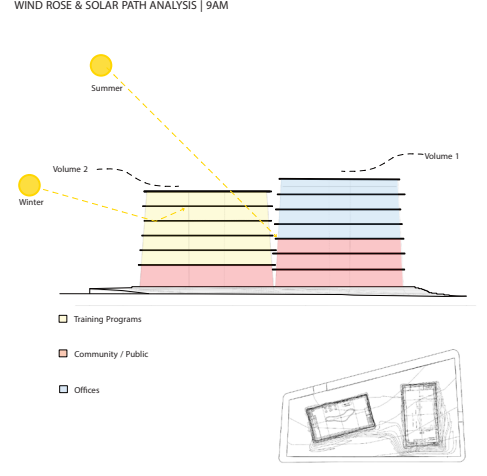 WIND ROSE & SOLAR PATH ANALYSIS | 9AM
Summer
Volume 1
Volume 2
Winter
Training Programs
Community / Public
Offices